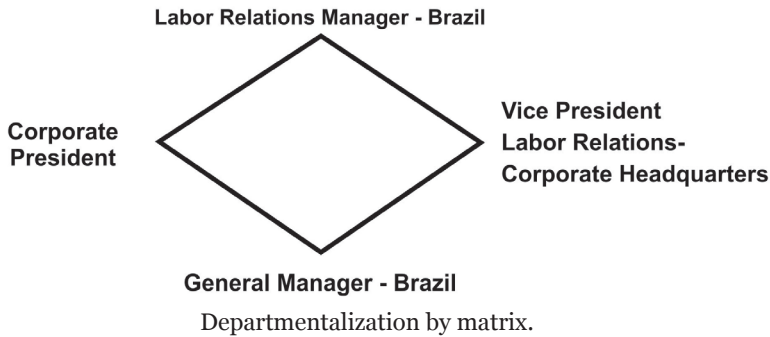 Labor Relations Manager - Brazil
Corporate
President
Vice President
Labor Relations-
Corporate Headquarters
General Manager - Brazil
Departmentalization by matrix.